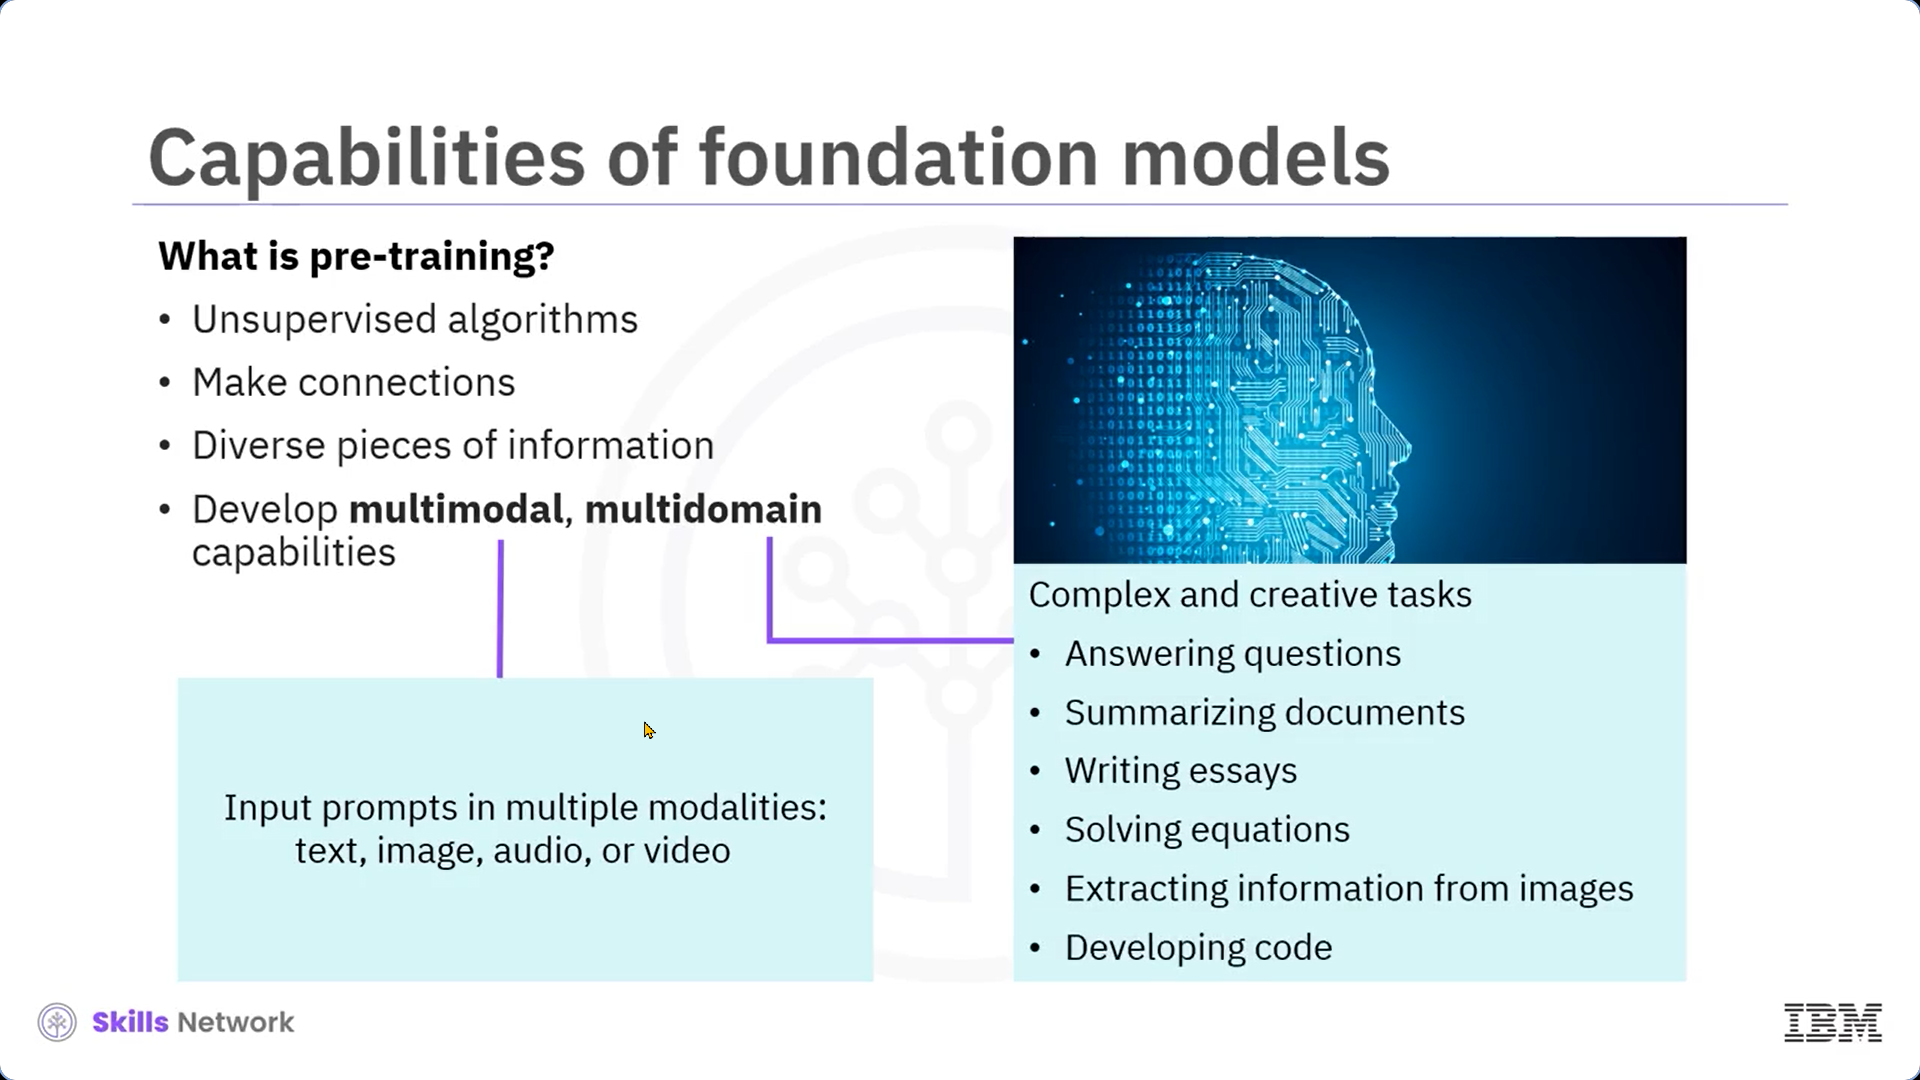 Capabilities of foundation models
What is pre-training?
• Unsupervised algorithms
• Make connections
• Diverse pieces of information
• Develop multimodal, multidomain
capabilities
Input prompts in multiple modalities:
text, image, audio, or video
Complex and creative tasks
• Answering questions
• Summarizing documents
• Writing essays
• Solving equations
• Extracting information from images
• Developing code
Skills Network
IBM